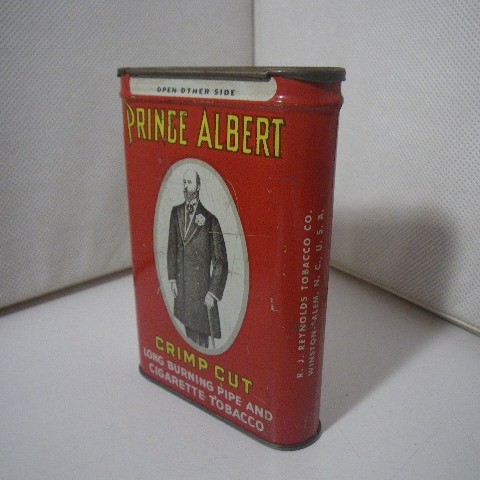 OPEN OTHER SIDE
PRINCE ALBERT
CRIMP CUT
LONG BURNING PIPE AND
CIGARETTE TOBACCO
R. J. REYNOLDS TOBACCO CO.
WINSTON-SALEM, N. C., U. S. A.